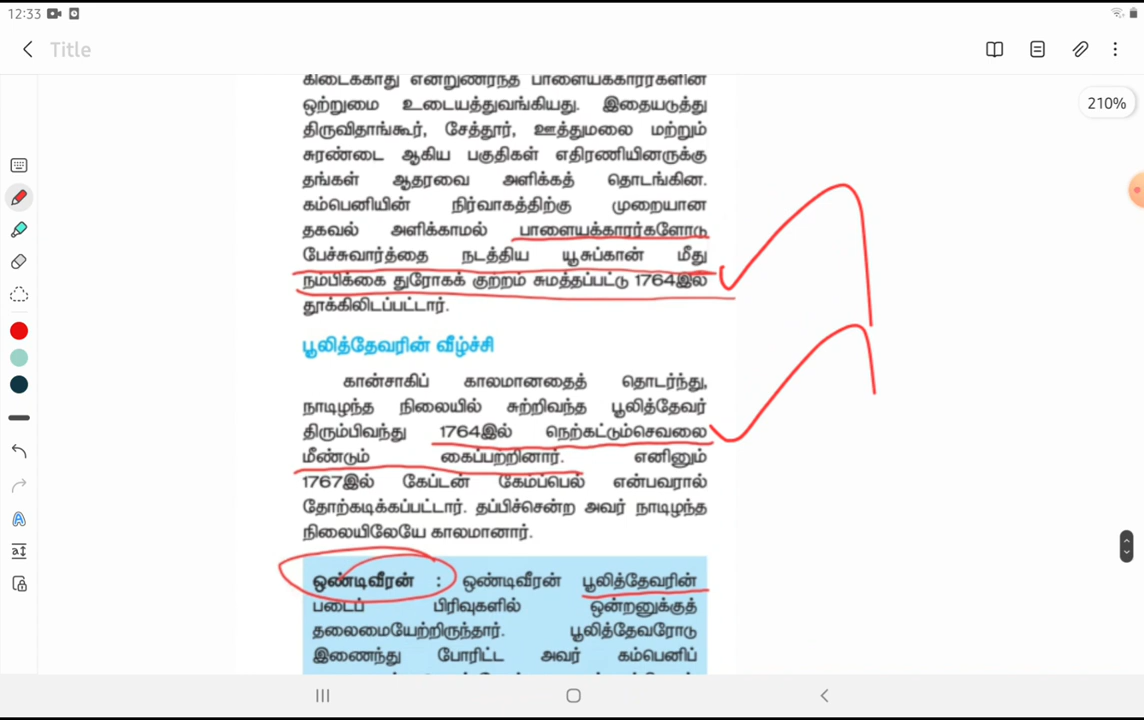 12:33
Title
210%
கிடைக்காது என்றுணர்ந்த பாளையக்காரர்களின்
ஒற்றுமை உடையத்துவங்கியது. இதையடுத்து
திருவிதாங்கூர், சேத்தூர், ஊத்துமலை மற்றும்
சுரண்டை ஆகிய பகுதிகள் எதிரணியினருக்கு
தங்கள் ஆதரவை அளிக்கத் தொடங்கின.
கம்பெனியின் நிர்வாகத்திற்கு முறையான
தகவல் அளிக்காமல் பாளையக்காரர்களோடு
பேச்சுவார்த்தை நடத்திய யூசுப்கான் மீது
நம்பிக்கை துரோகக் குற்றம் சுமத்தப்பட்டு 1764இல்
தூக்கிலிடப்பட்டார்.
பூலித்தேவரின் வீழ்ச்சி
கான்சாகிப் காலமானதைத் தொடர்ந்து,
நாடிழந்த நிலையில் சுற்றிவந்த பூலித்தேவர்
திரும்பிவந்து 1764இல் நெற்கட்டும்செவலை
மீண்டும் கைப்பற்றினார். எனினும்
1767இல் கேப்டன் கேம்ப்பெல் என்பவரால்
தோற்கடிக்கப்பட்டார். தப்பிச்சென்ற அவர் நாடிழந்த
நிலையிலேயே காலமானார்.
ஒண்டிவீரன் : ஒண்டிவீரன் பூலித்தேவரின்
படைப் பிரிவுகளில் ஒன்றனுக்குத்
தலைமையேற்றிருந்தார். பூலித்தேவரோடு
இணைந்து போரிட்ட அவர் கம்பெனிப்